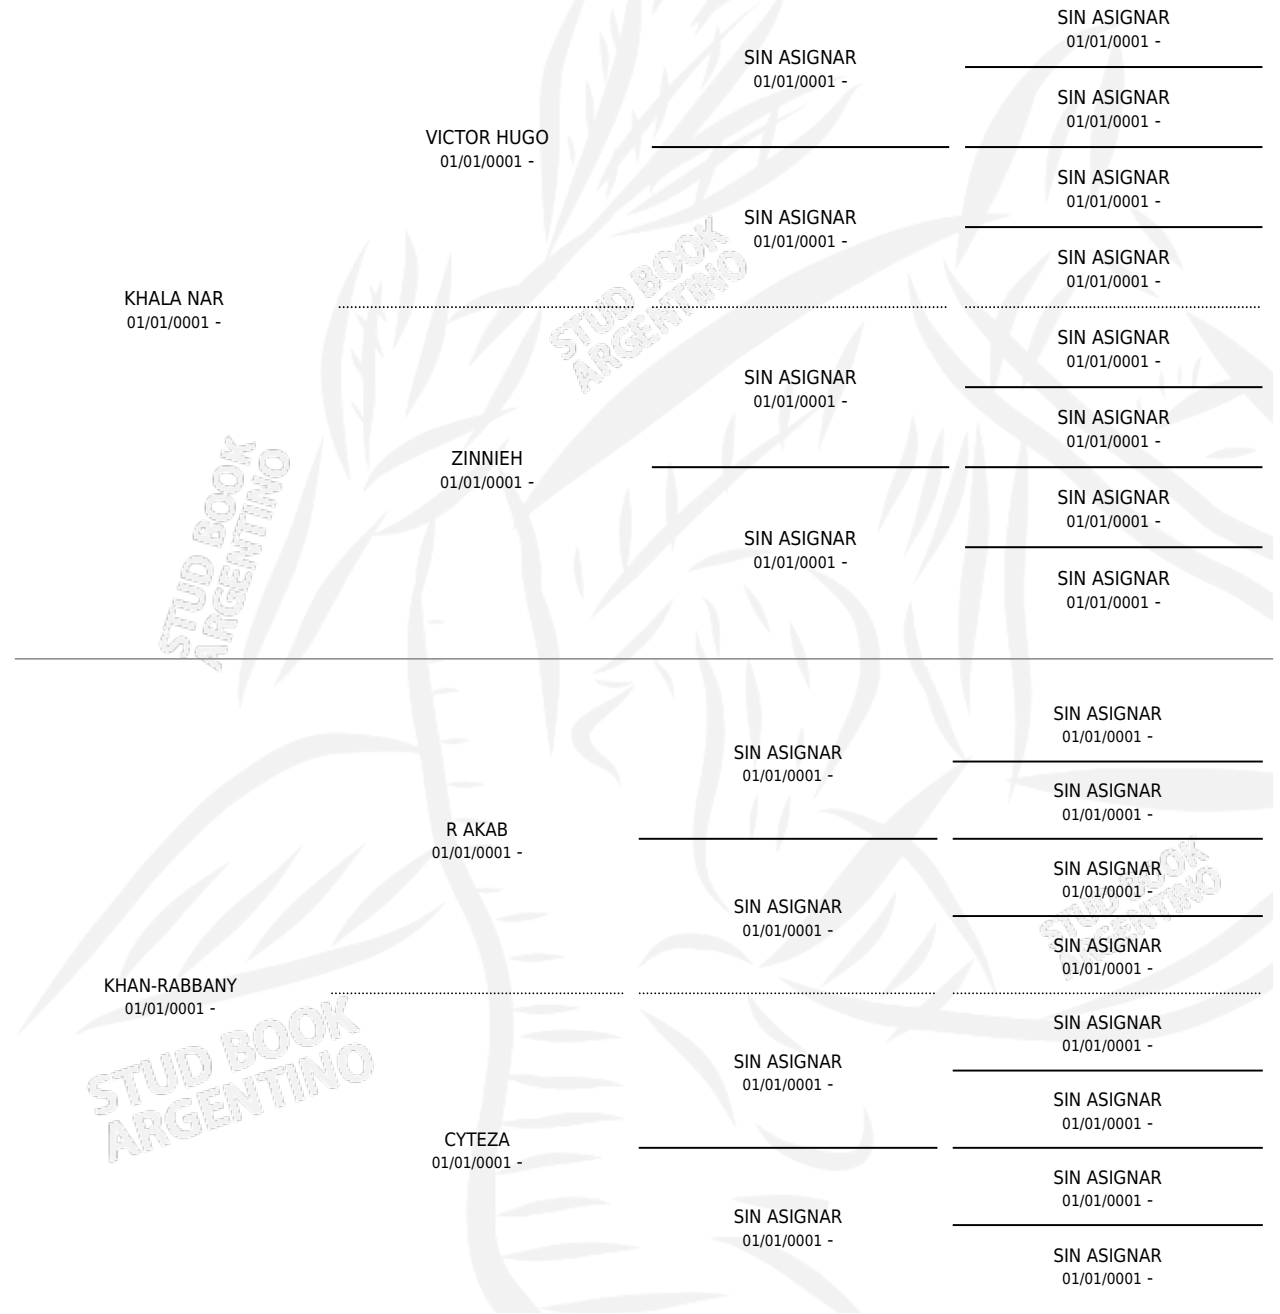 KHALA NAR
01/01/0001 -
VICTOR HUGO
01/01/0001 -
SIN ASIGNAR
01/01/0001 -
SIN ASIGNAR
01/01/0001 -
SIN ASIGNAR
01/01/0001 -
SIN ASIGNAR
01/01/0001 -
SIN ASIGNAR
01/01/0001 -
SIN ASIGNAR
01/01/0001 -
ZINNIEH
01/01/0001 -
SIN ASIGNAR
01/01/0001 -
SIN ASIGNAR
01/01/0001 -
SIN ASIGNAR
01/01/0001 -
SIN ASIGNAR
01/01/0001 -
SIN ASIGNAR
01/01/0001 -
SIN ASIGNAR
01/01/0001 -
STUD BOOK
ARGENTINO
STUD BOOK
ARGENTINO
KHAN-RABBANY
01/01/0001 -
R AKAB
01/01/0001 -
SIN ASIGNAR
01/01/0001 -
SIN ASIGNAR
01/01/0001 -
SIN ASIGNAR
01/01/0001 -
SIN ASIGNAR
01/01/0001 -
SIN ASIGNAR
01/01/0001 -
SIN ASIGNAR
01/01/0001 -
CYTEZA
01/01/0001 -
SIN ASIGNAR
01/01/0001 -
SIN ASIGNAR
01/01/0001 -
SIN ASIGNAR
01/01/0001 -
SIN ASIGNAR
01/01/0001 -
SIN ASIGNAR
01/01/0001 -
SIN ASIGNAR
01/01/0001 -
STUD BOOK
ARGENTINO
STUD BOOK
ARGENTINO